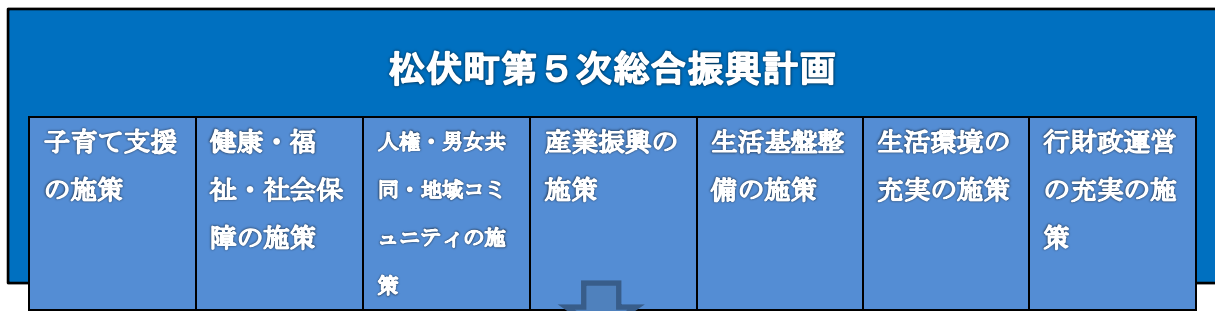 松伏町第５次総合振興計画
子育て支援
の施策
健康・福
祉・社会保
障の施策
人権・男女共
同・地域コミ
ュニティの施
策
産業振興の
施策
生活基盤整
備の施策
生活環境の
充実の施策
行財政運営
の充実の施
策